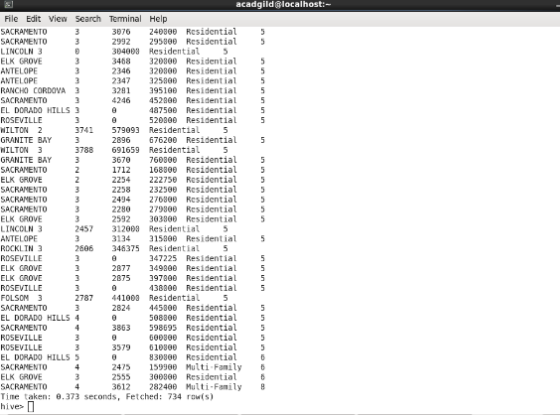 acadgild@localhost:~
File Edit View Search Terminal Help
SACRAMENTO 3 3076 240000 Residential 5
SACRAMENTO 3 2992 295000 Residential 5
LINCOLN 3 0 304000 Residential 5
ELK GROVE 3 3468 320000 Residential 5
ANTELOPE 3 2346 320000 Residential 5
ANTELOPE 3 2347 325000 Residential 5
RANCHO CORDOVA 3 3281 395100 Residential 5
SACRAMENTO 3 4246 452000 Residential 5
EL DORADO HILLS 3 0 487500 Residential 5
ROSEVILLE 3 0 520000 Residential 5
WILTON 2 3741 579093 Residential 5
GRANITE BAY 3 2896 676200 Residential 5
WILTON 3 3788 691659 Residential 5
GRANITE BAY 3 3670 760000 Residential 5
SACRAMENTO 2 1712 168000 Residential 5
ELK GROVE 2 2254 222750 Residential 5
SACRAMENTO 3 2258 232500 Residential 5
SACRAMENTO 3 2494 276000 Residential 5
SACRAMENTO 3 2280 279000 Residential 5
ELK GROVE 3 2592 303000 Residential 5
LINCOLN 3 2457 312000 Residential 5
ANTELOPE 3 3134 315000 Residential 5
ROCKLIN 3 2606 346375 Residential 5
ROSEVILLE 3 0 347225 Residential 5
ELK GROVE 3 2877 349000 Residential 5
ELK GROVE 3 2875 397000 Residential 5
ROSEVILLE 3 0 438000 Residential 5
FOLSOM 3 2787 441000 Residential 5
SACRAMENTO 3 2824 445000 Residential 5
EL DORADO HILLS 4 0 508000 Residential 5
SACRAMENTO 4 3863 598695 Residential 5
ROSEVILLE 3 0 600000 Residential 5
ROSEVILLE 3 3579 610000 Residential 5
EL DORADO HILLS 5 0 830000 Residential 6
SACRAMENTO 4 2475 159900 Multi-Family 6
ELK GROVE 3 2555 300000 Residential 6
SACRAMENTO 4 3612 282400 Multi-Family 8
Time taken: 0.373 seconds, Fetched: 734 row(s)
hive>